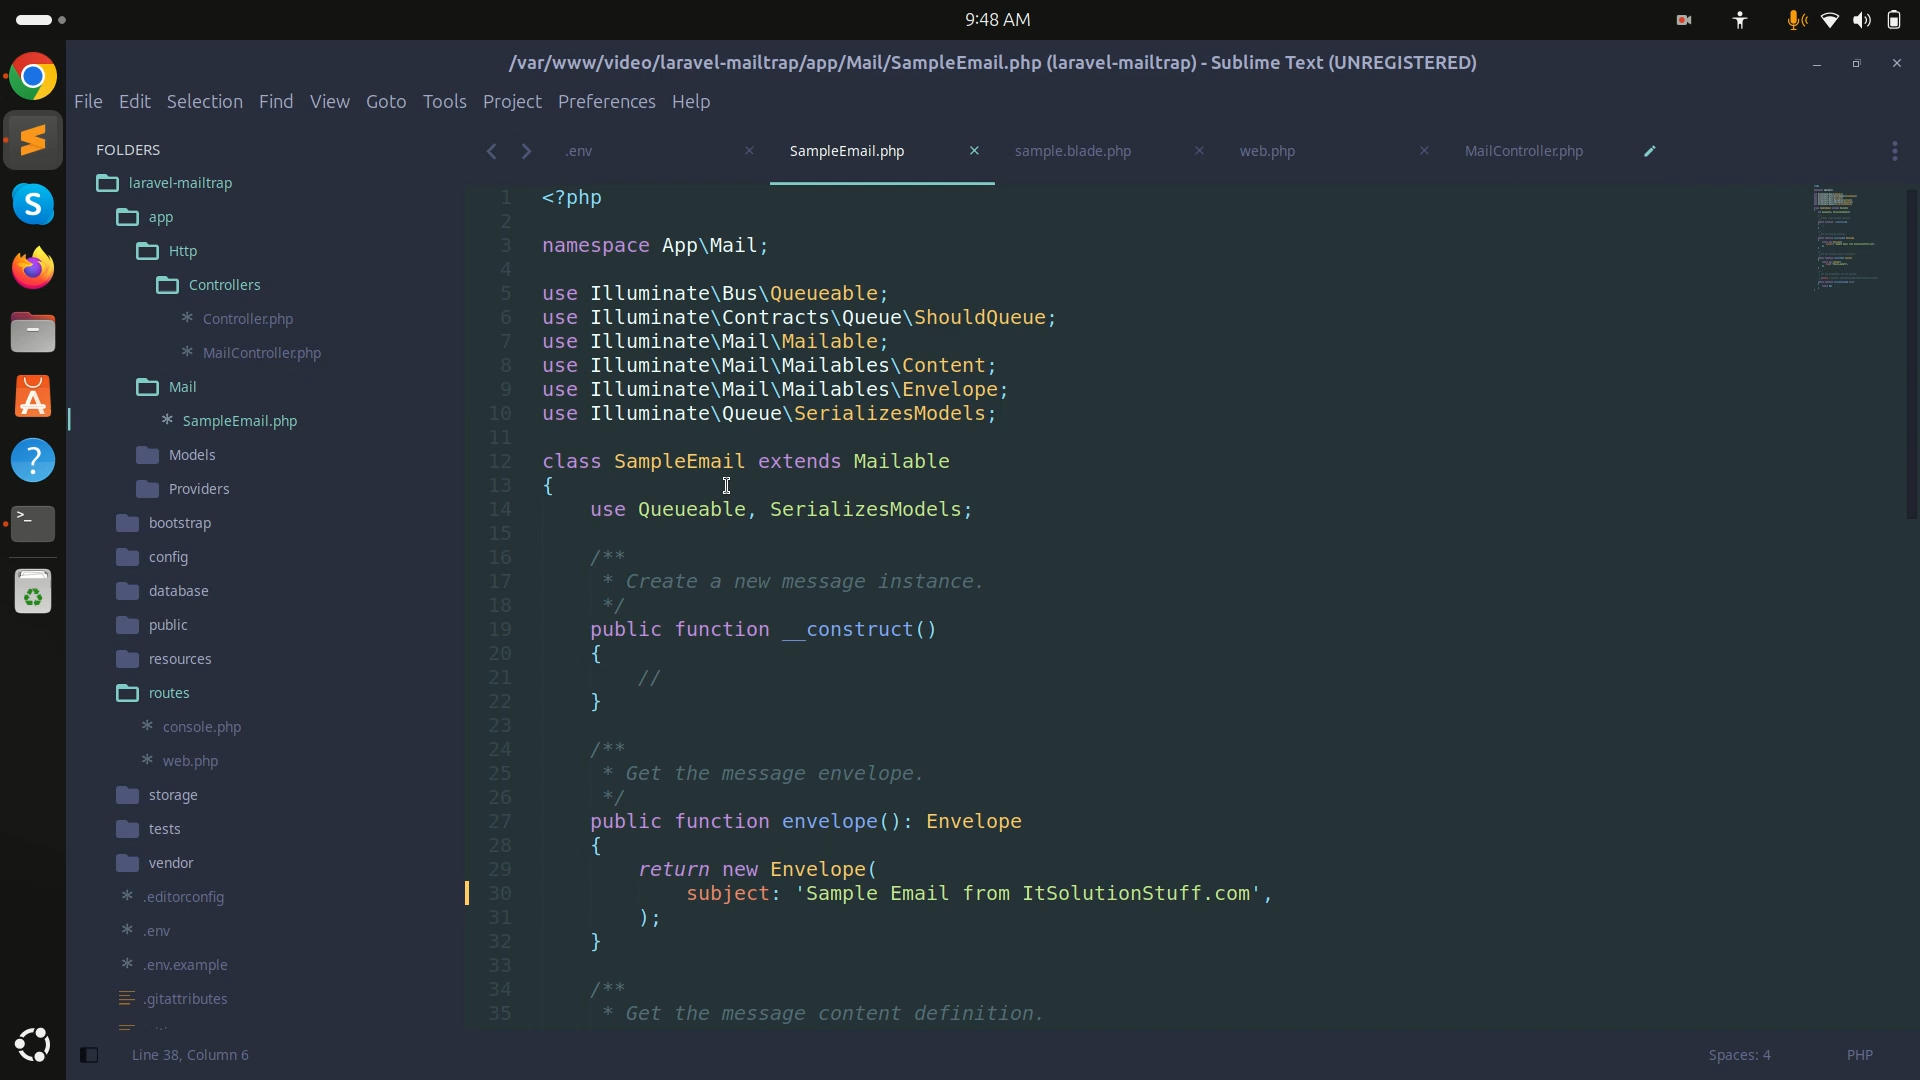 9:48 AM
/var/www/video/laravel-mailtrap/app/Mail/SampleEmail.php (laravel-mailtrap) - Sublime Text (UNREGISTERED)
File Edit Selection Find View Goto Tools Project Preferences Help
FOLDERS
laravel-mailtrap
app
Http
Controllers
Controller.php
MailController.php
Mail
SampleEmail.php
Models
Providers
bootstrap
config
database
public
resources
routes
console.php
web.php
storage
tests
vendor
.editorconfig
.env
.env.example
.gitattributes
.env SampleEmail.php sample.blade.php web.php MailController.php
1 <?php
2
3 namespace App\Mail;
4
5 use Illuminate\Bus\Queueable;
6 use Illuminate\Contracts\Queue\ShouldQueue;
7 use Illuminate\Mail\Mailable;
8 use Illuminate\Mail\Mailables\Content;
9 use Illuminate\Mail\Mailables\Envelope;
10 use Illuminate\Queue\SerializesModels;
11
12 class SampleEmail extends Mailable
13 {
14 use Queueable, SerializesModels;
15
16 /**
17 * Create a new message instance.
18 */
19 public function __construct()
20 {
21 //
22 }
23
24 /**
25 * Get the message envelope.
26 */
27 public function envelope(): Envelope
28 {
29 return new Envelope(
30 subject: 'Sample Email from ItSolutionStuff.com',
31 );
32 }
33
34 /**
35 * Get the message content definition.
Line 38, Column 6
Spaces: 4
PHP